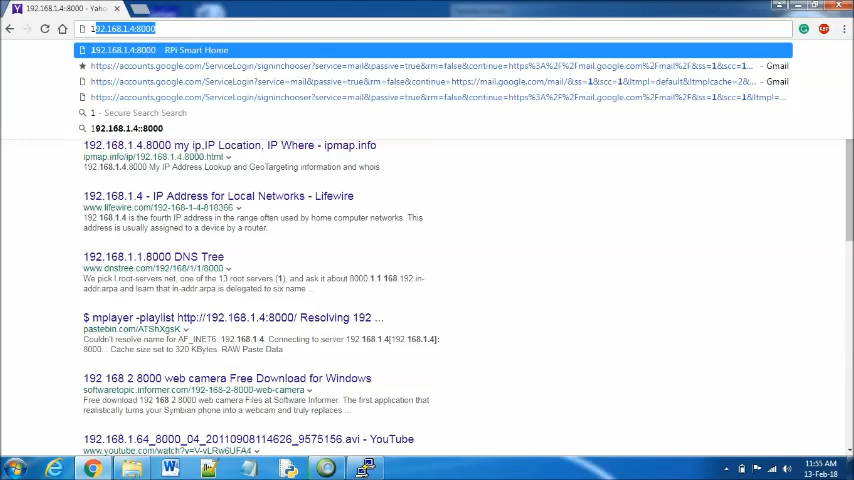 192.168.1.4::8000 - Yahoo
192.168.1.4:8000
192.168.1.4:8000 RPi Smart Home
https://accounts.google.com/ServiceLogin/signinchooser?service=mail&passive=true&rm=false&continue=https%3A%2F%2Fmail.google.com%2Fmail%2F&ss=1&scc=1... - Gmail
https://accounts.google.com/ServiceLogin?service=mail&passive=true&rm=false&continue=https://mail.google.com/mail/&ss=1&scc=1&ltmpl=default&ltmplcache=2&... - Gmail
https://accounts.google.com/ServiceLogin/signinchooser?service=mail&passive=true&rm=false&continue=https%3A%2F%2Fmail.google.com%2Fmail%2F&ss=1&scc=1&ltmpl=...
1 - Secure Search Search
192.168.1.4::8000
192.168.1.4.8000 my ip,IP Location, IP Where - ipmap.info
ipmap.info/ip/192.168.1.4.8000.html
192.168.1.4.8000 My IP Address Lookup and GeoTargeting information and whois
192.168.1.4 - IP Address for Local Networks - Lifewire
www.lifewire.com/192-168-1-4-818366
192.168.1.4 is the fourth IP address in the range often used by home computer networks. This
address is usually assigned to a device by a router.
192.168.1.1.8000 DNS Tree
www.dnstree.com/192/168/1/1/8000
We pick l.root-servers.net, one of the 13 root servers (1), and ask it about 8000.1.1.168.192.in-
addr.arpa and learn that in-addr.arpa is delegated to six name ...
$ mplayer -playlist http://192.168.1.4:8000/ Resolving 192 ...
pastebin.com/ATShXgsK
Couldn't resolve name for AF_INET6: 192.168.1.4. Connecting to server 192.168.1.4[192.168.1.4]:
8000... Cache size set to 320 KBytes. RAW Paste Data
192 168 2 8000 web camera Free Download for Windows
softwaretopic.informer.com/192-168-2-8000-web-camera
Free download 192 168 2 8000 web camera Files at Software Informer. The first application that
realistically turns your Symbian phone into a webcam and truly replaces ...
192.168.1.64_8000_04_20110908114626_9575156.avi - YouTube
www.youtube.com/watch?v=V-vLRw6UFA4
11:55 AM
13-Feb-18